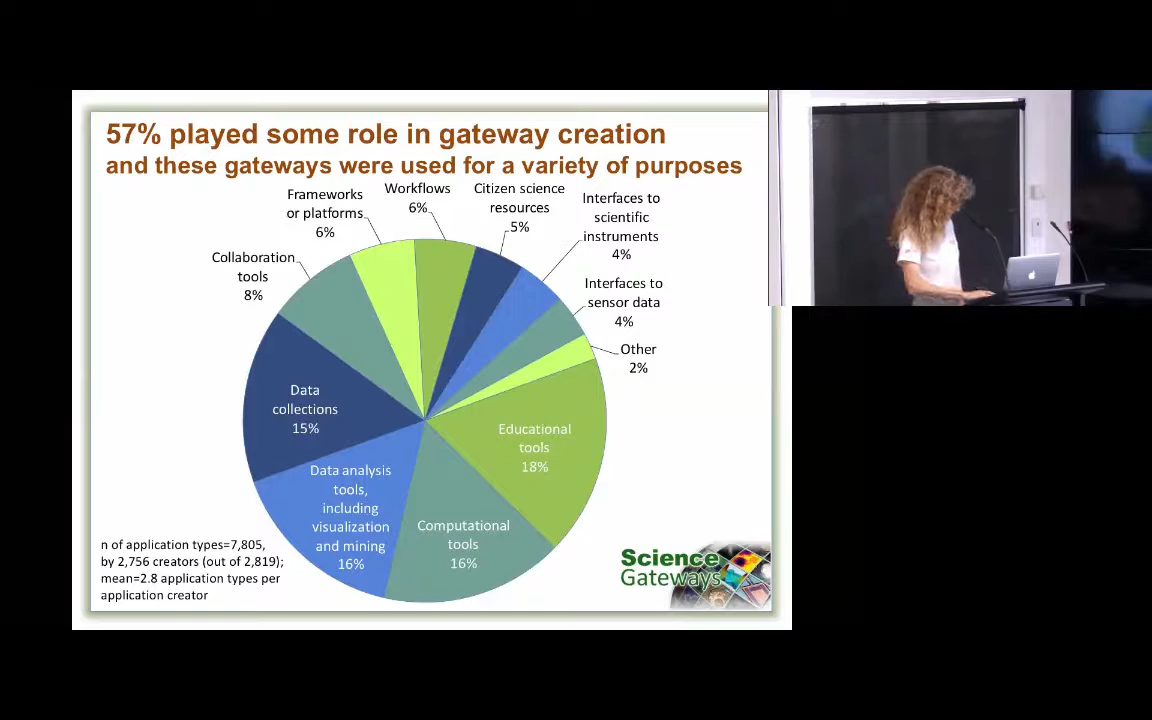 57% played some role in gateway creation
and these gateways were used for a variety of purposes
Frameworks
or platforms
6%
Workflows
6%
Citizen science
resources
5%
Interfaces to
scientific
instruments
4%
Collaboration
tools
8%
Interfaces to
sensor data
4%
Other
2%
Data
collections
15%
Educational
tools
18%
Data analysis
tools,
including
visualization
and mining
16%
Computational
tools
16%
n of application types=7,805,
by 2,756 creators (out of 2,819);
mean=2.8 application types per
application creator
Science
Gateways